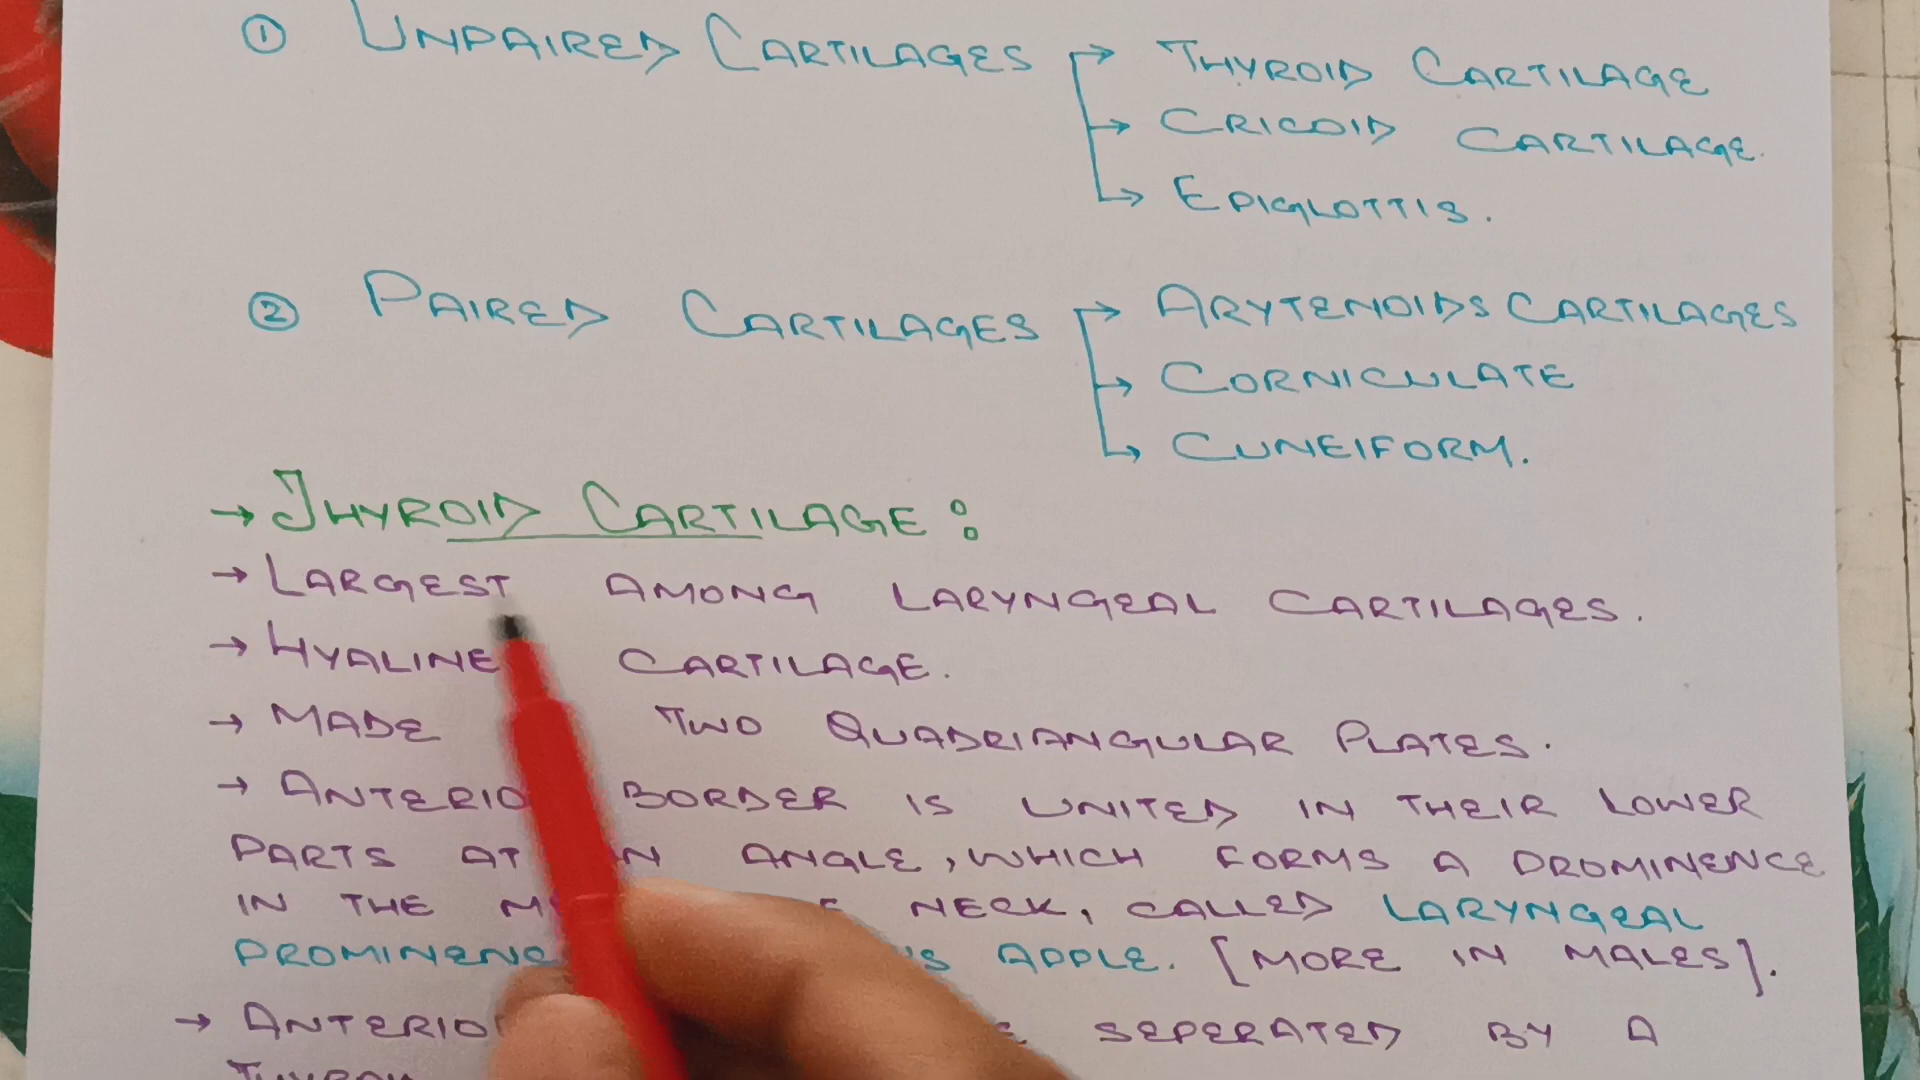 ① UNPAIRED CARTILAGES → THYROID CARTILAGE
→ CRICOID CARTILAGE.
→ EPIGLOTTIS.
② PAIRED CARTILAGES → ARYTENOIDS CARTILAGES
→ CORNICULATE
→ CUNEIFORM.
→ THYROID CARTILAGE:
→ LARGEST AMONG LARYNGEAL CARTILAGES.
→ HYALINE CARTILAGE.
→ MADE TWO QUADRIANGULAR PLATES.
→ BORDER IS UNITED IN THEIR LOWER
PARTS AT ANGLE, WHICH FORMS A PROMINENCE
IN THE NECK, CALLED LARYNGEAL
APPLE. [MORE IN MALES].
→ SEPERATED BY A